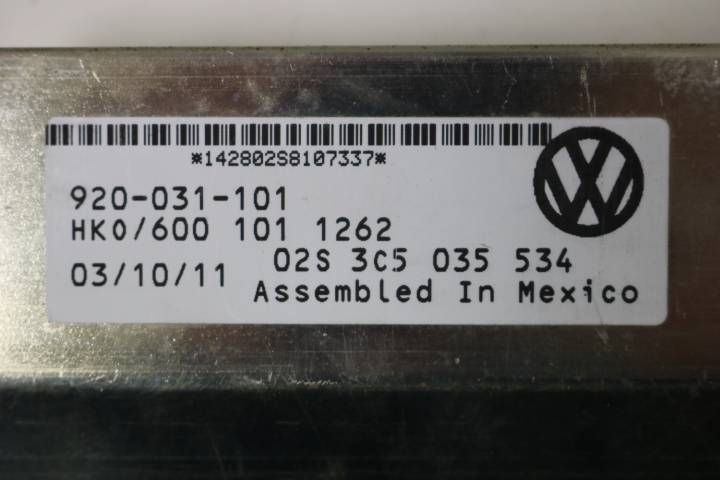 *142802S8107337*
920-031-101
HK0/600 101 1262
02S 3C5 035 534
03/10/11
Assembled In Mexico